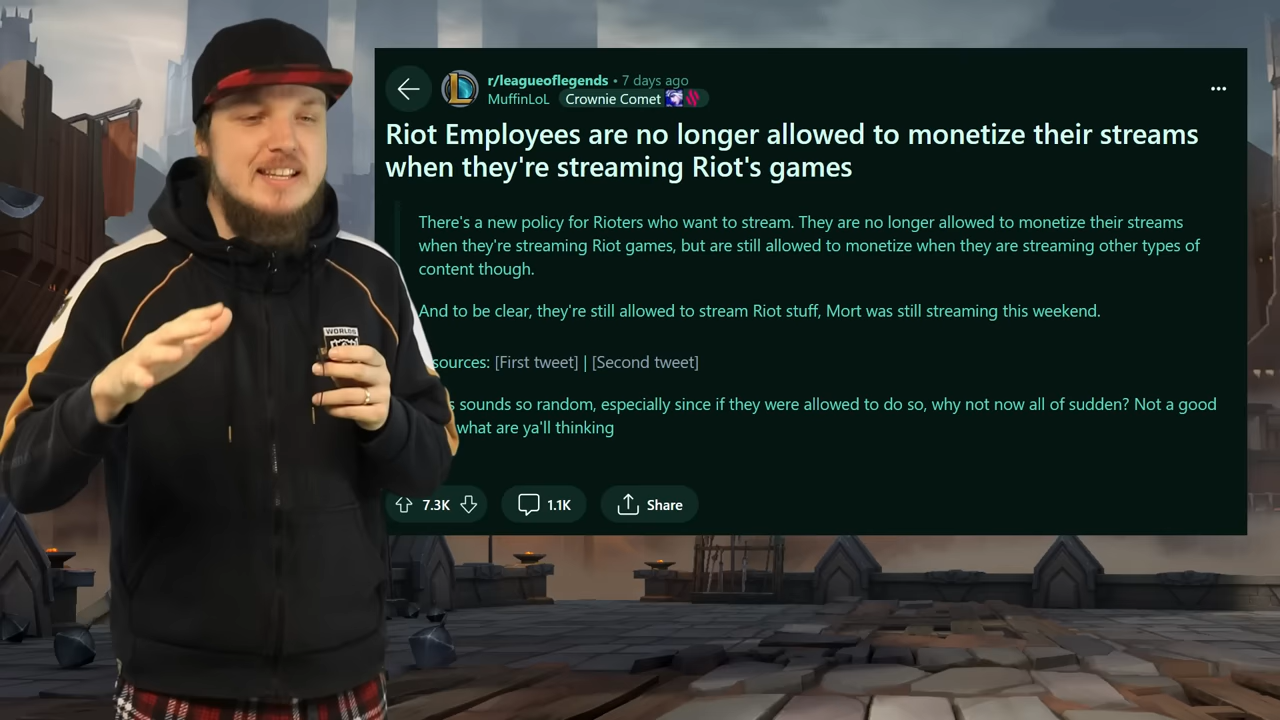 r/leagueoflegends • 7 days ago
MuffinLoL Crownie Comet
Riot Employees are no longer allowed to monetize their streams
when they're streaming Riot's games
There's a new policy for Rioters who want to stream. They are no longer allowed to monetize their streams
when they're streaming Riot games, but are still allowed to monetize when they are streaming other types of
content though.
And to be clear, they're still allowed to stream Riot stuff, Mort was still streaming this weekend.
sources: [First tweet] | [Second tweet]
sounds so random, especially since if they were allowed to do so, why not now all of sudden? Not a good
what are ya'll thinking
7.3K 1.1K Share
WORLDS